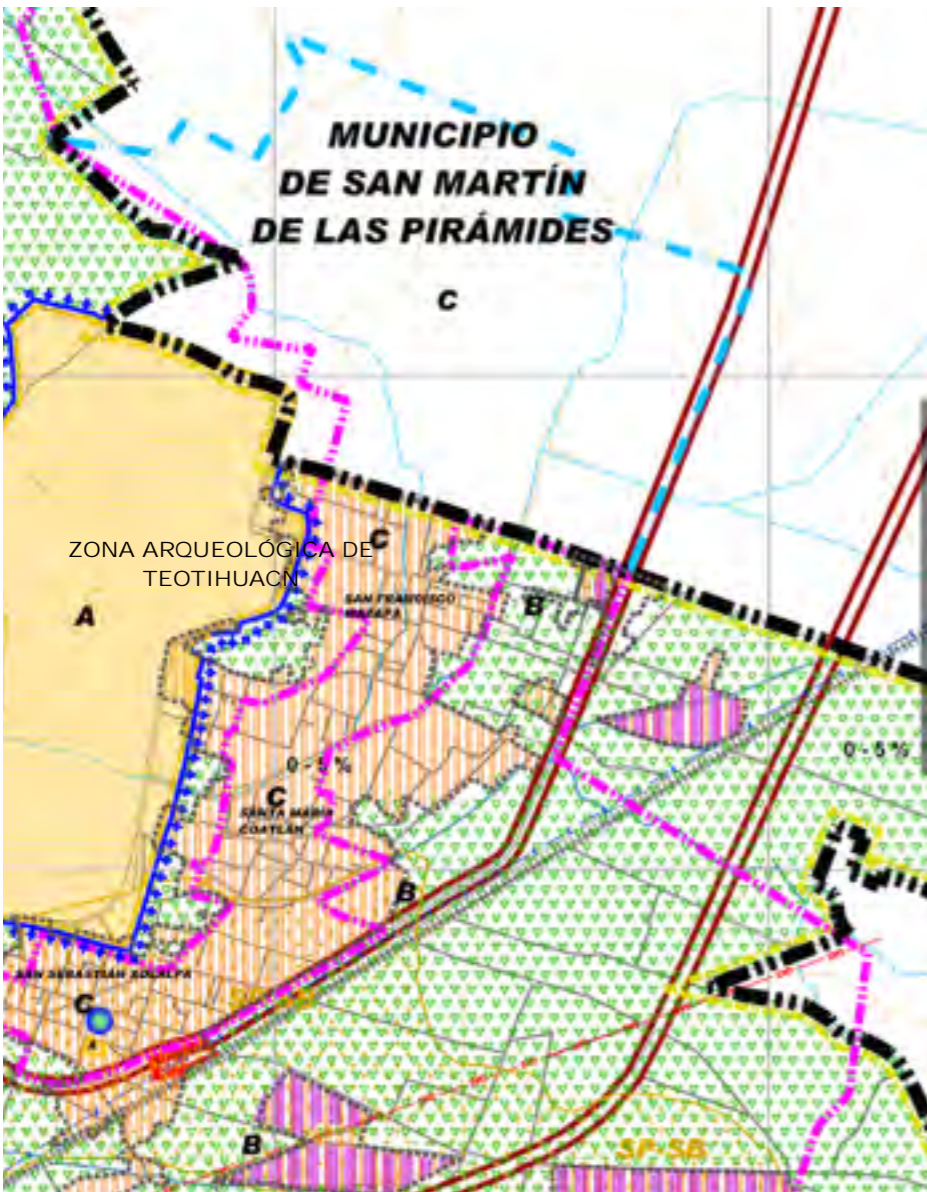 MUNICIPIO
DE SAN MARTÍN
DE LAS PIRÁMIDES
C
ZONA ARQUEOLÓGICA DE
TEOTIHUACN
C
SAN FRANCISCO
MAZAPA
B
A
0 - 5 %
0 - 5 %
C
SANTA MARÍA
COATLÁN
B
SAN SEBASTIÁN XOLALPA
C
A
B
SP-SB